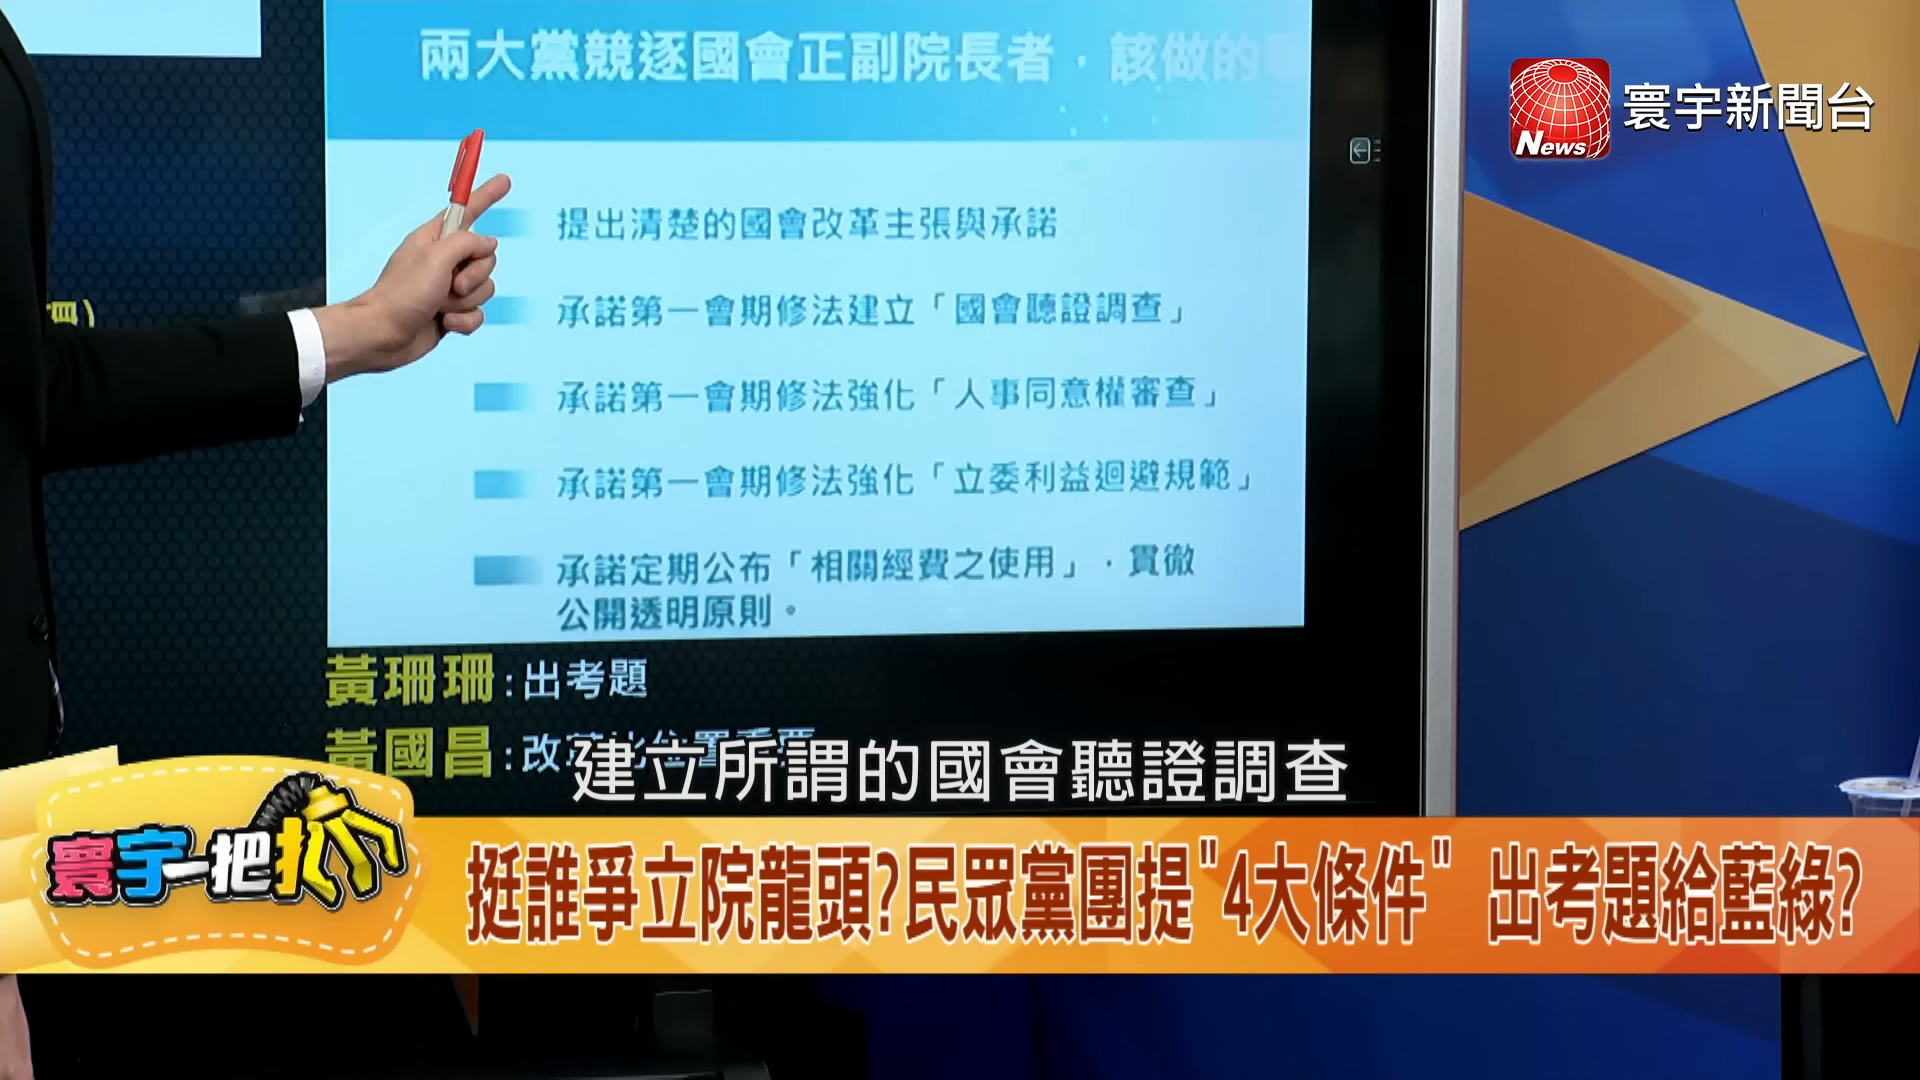 兩大黨競逐國會正副院長者，該做的
寰宇新聞台
News
提出清楚的國會改革主張與承諾
承諾第一會期修法建立「國會聽證調查」
承諾第一會期修法強化「人事同意權審查」
承諾第一會期修法強化「立委利益迴避規範」
承諾定期公布「相關經費之使用」，貫徹
公開透明原則。
黃珊珊:出考題
黃國昌:改革比位置重要
建立所謂的國會聽證調查
寰宇一把抓
挺誰爭立院龍頭?民眾黨團提"4大條件" 出考題給藍綠?